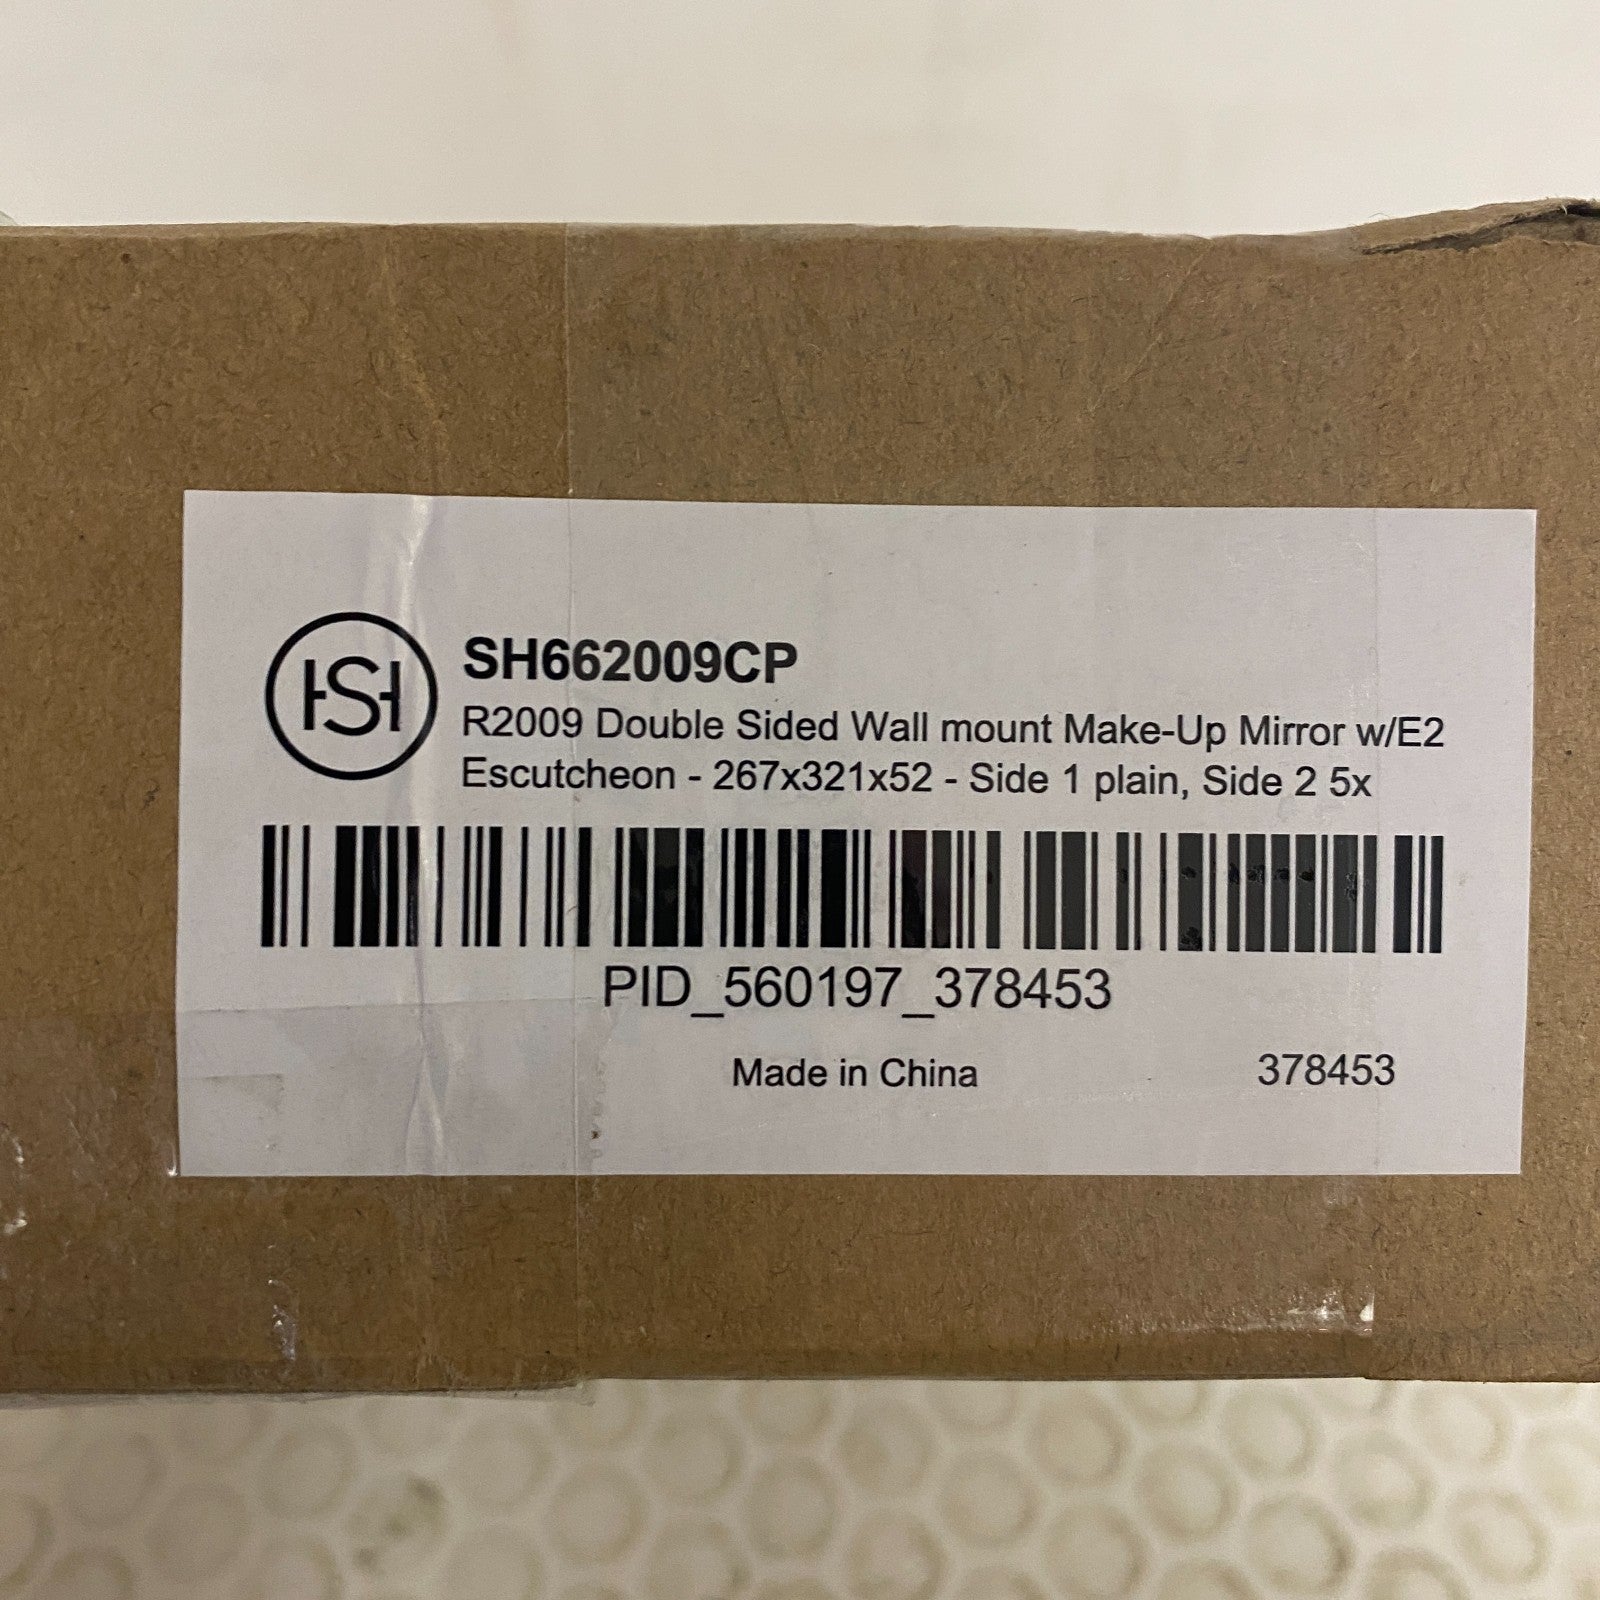 HSH
SH662009CP
R2009 Double Sided Wall mount Make-Up Mirror w/E2
Escutcheon - 267x321x52 - Side 1 plain, Side 2 5x
PID_560197_378453
Made in China 378453